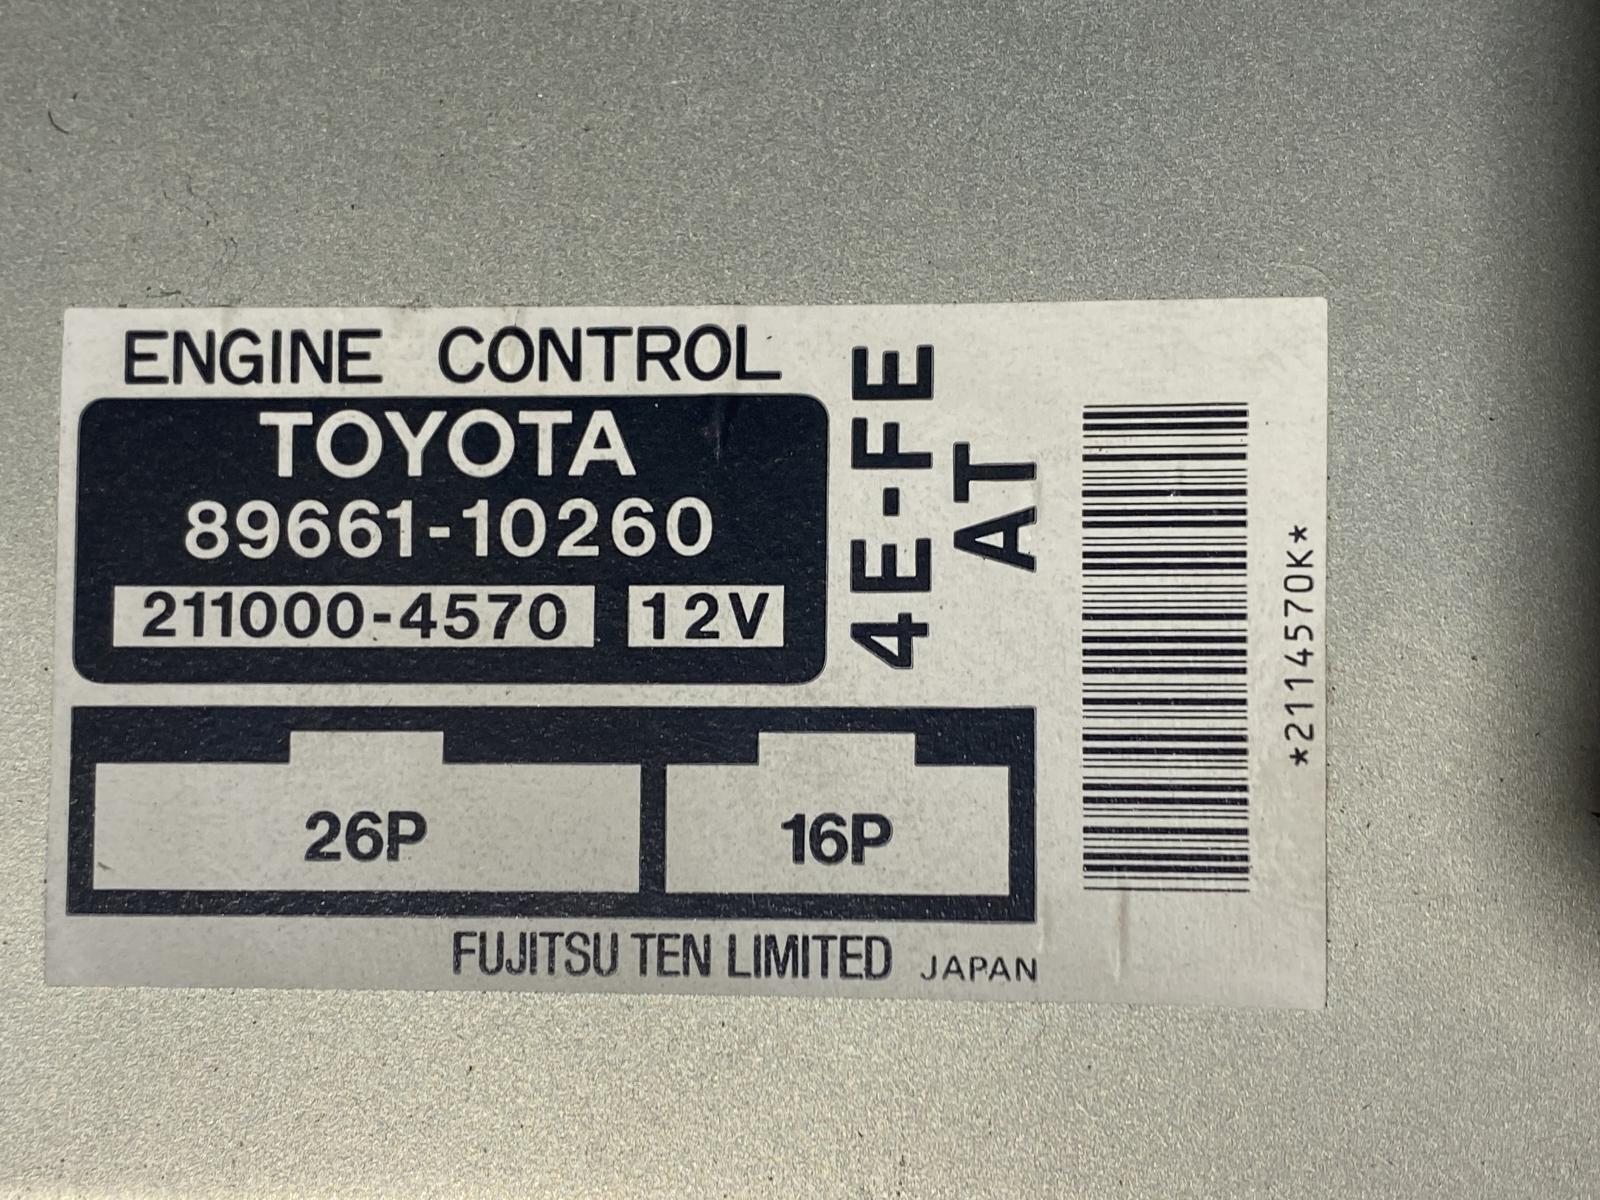 ENGINE CONTROL
TOYOTA
89661-10260
211000-4570 12V
4E-FE
AT
26P 16P
FUJITSU TEN LIMITED JAPAN
*2114570K*